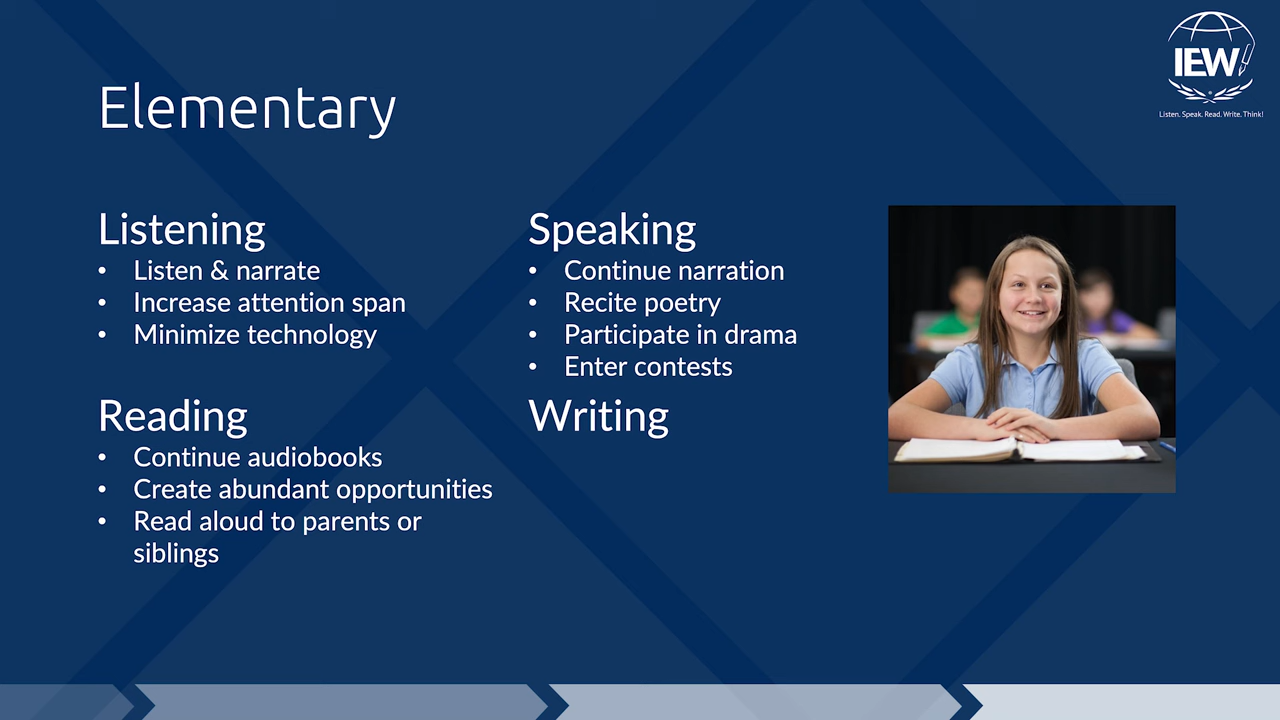 IEW
Listen. Speak. Read. Write. Think!
Elementary
Listening
• Listen & narrate
• Increase attention span
• Minimize technology
Reading
• Continue audiobooks
• Create abundant opportunities
• Read aloud to parents or
siblings
Speaking
• Continue narration
• Recite poetry
• Participate in drama
• Enter contests
Writing